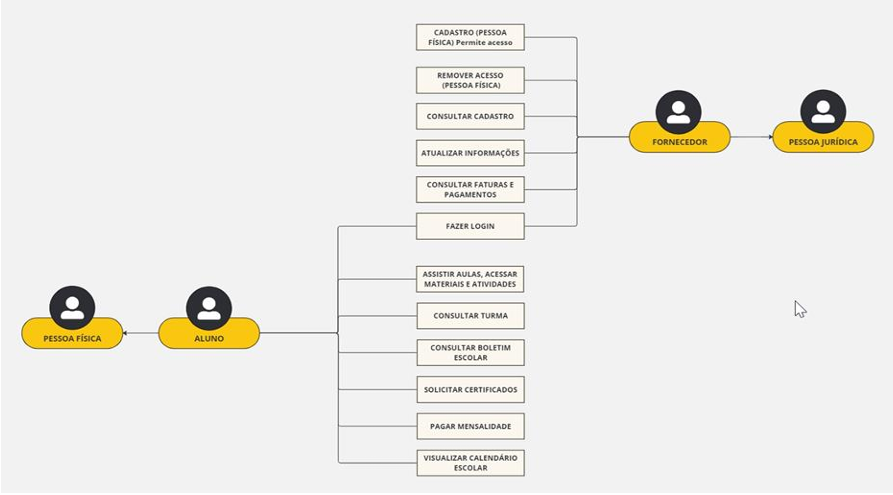 CADASTRO (PESSOA
FÍSICA) Permite acesso
REMOVER ACESSO
(PESSOA FÍSICA)
CONSULTAR CADASTRO
ATUALIZAR INFORMAÇÕES
CONSULTAR FATURAS E
PAGAMENTOS
FAZER LOGIN
FORNECEDOR
PESSOA JURÍDICA
ASSISTIR AULAS, ACESSAR
MATERIAIS E ATIVIDADES
CONSULTAR TURMA
CONSULTAR BOLETIM
ESCOLAR
SOLICITAR CERTIFICADOS
PAGAR MENSALIDADE
VISUALIZAR CALENDÁRIO
ESCOLAR
PESSOA FÍSICA
ALUNO